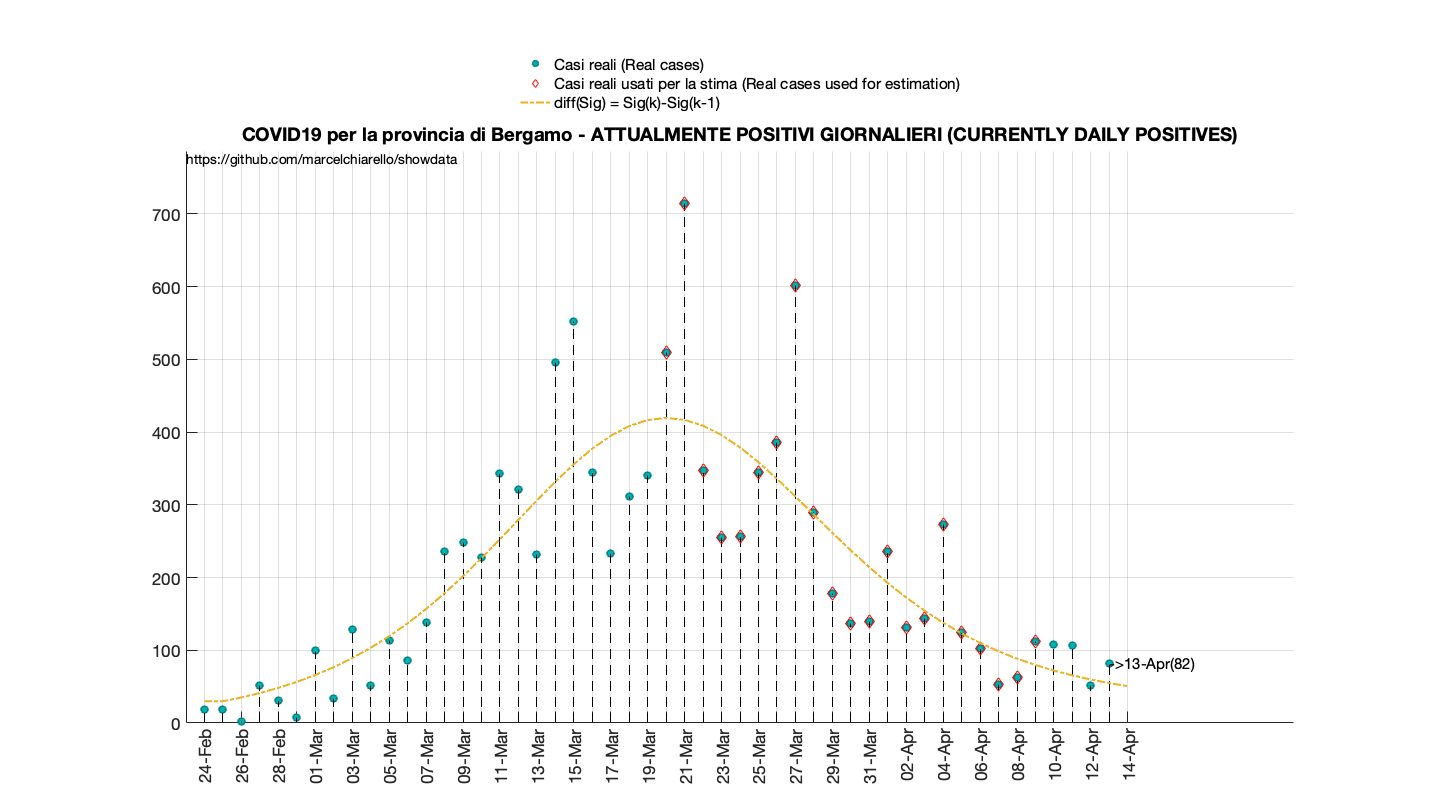 Casi reali (Real cases)
Casi reali usati per la stima (Real cases used for estimation)
diff(Sig) = Sig(k)-Sig(k-1)
COVID19 per la provincia di Bergamo - ATTUALMENTE POSITIVI GIORNALIERI (CURRENTLY DAILY POSITIVES)
https://github.com/marcelchiarello/showdata
700
600
500
400
300
200
100
0
>13-Apr(82)
24-Feb
26-Feb
28-Feb
01-Mar
03-Mar
05-Mar
07-Mar
09-Mar
11-Mar
13-Mar
15-Mar
17-Mar
19-Mar
21-Mar
23-Mar
25-Mar
27-Mar
29-Mar
31-Mar
02-Apr
04-Apr
06-Apr
08-Apr
10-Apr
12-Apr
14-Apr